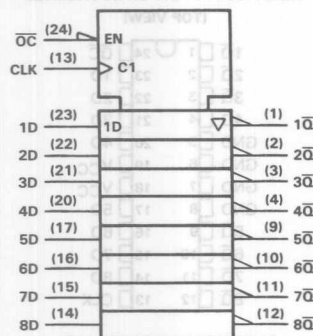 (24)
OC EN
(13)
CLK C1
(23) (1)
1D 1D ▽ 1Q
(22) (2)
2D 2Q
(21) (3)
3D 3Q
(20) (4)
4D 4Q
(17) (9)
5D 5Q
(16) (10)
6D 6Q
(15) (11)
7D 7Q
(14) (12)
8D 8Q